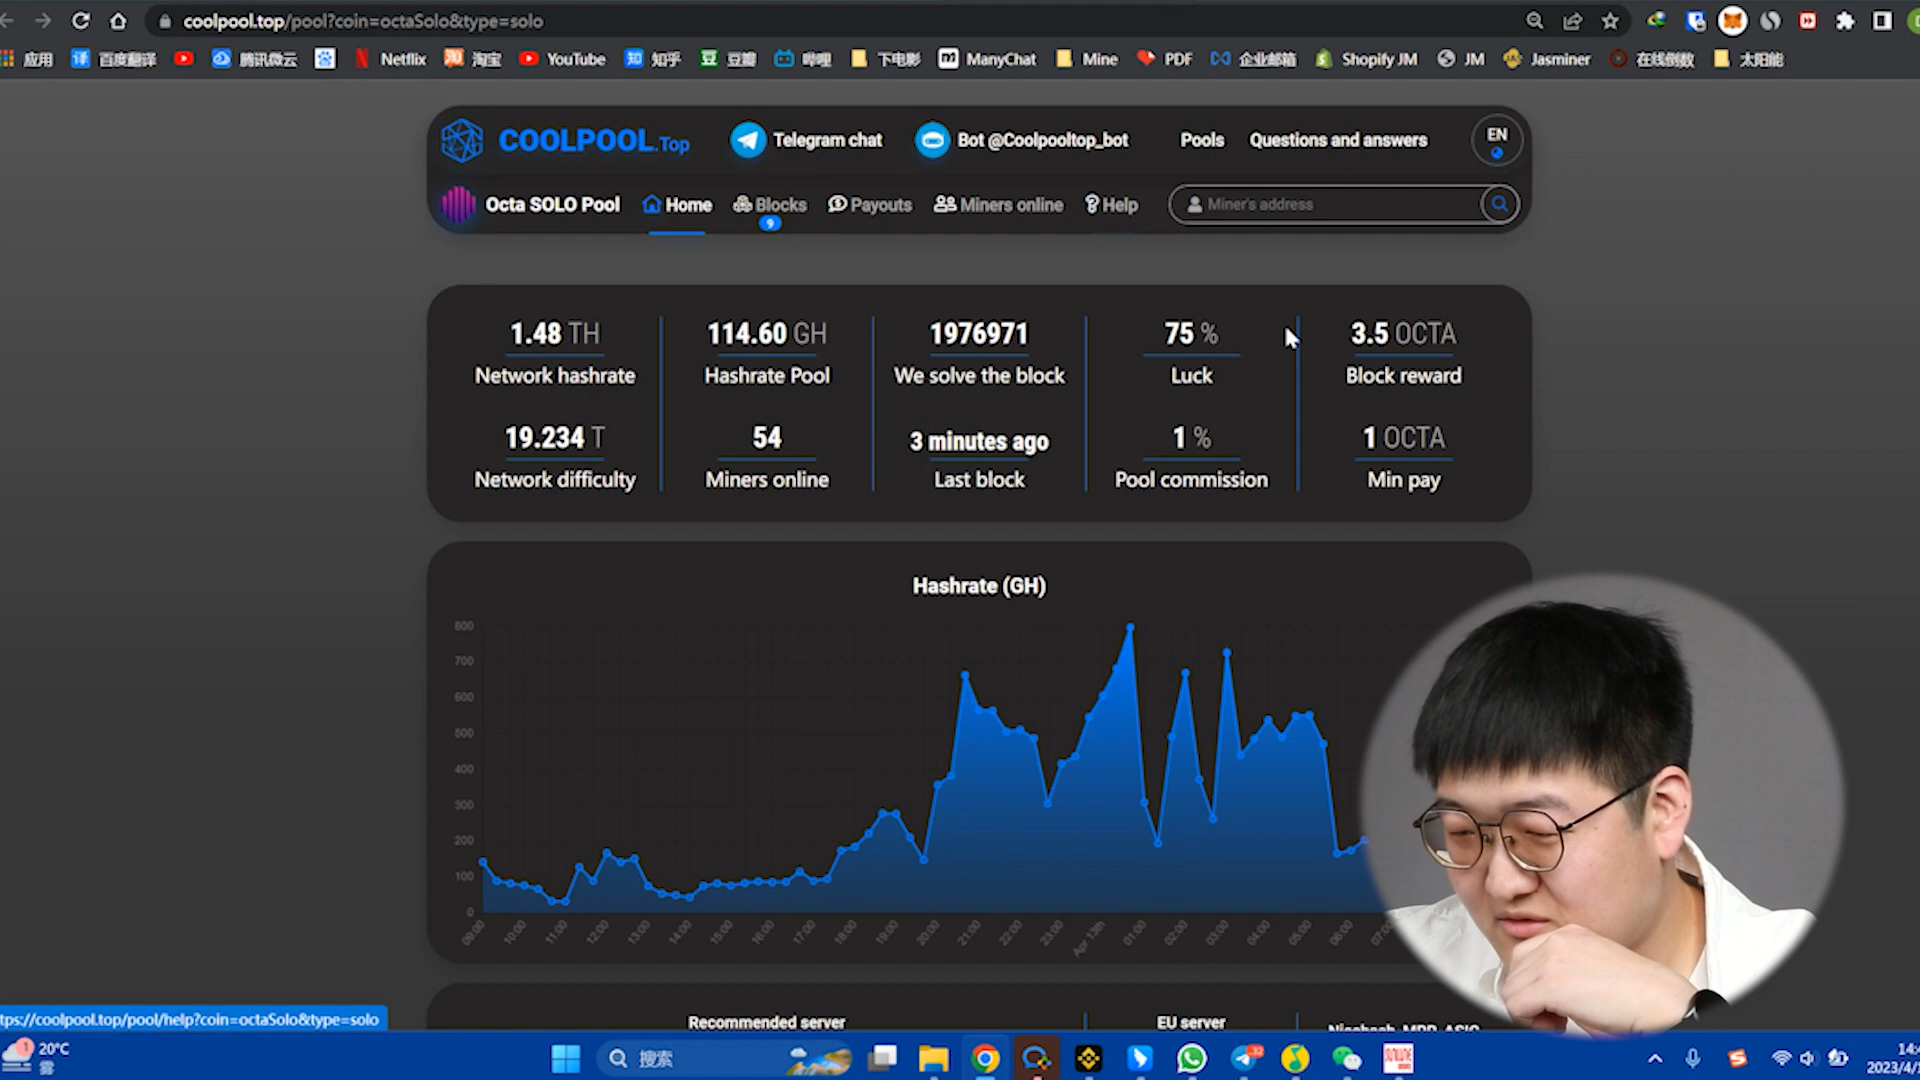 coolpool.top/pool?coin=octaSolo&type=solo
应用 百度翻译 腾讯微云 Netflix 淘宝 YouTube 知乎 豆瓣 哔哩 下电影 ManyChat Mine PDF 企业邮箱 Shopify JM JM Jasminer 在线倒数 太阳能
COOLPOOL.Top Telegram chat Bot @Coolpooltop_bot Pools Questions and answers EN
Octa SOLO Pool Home Blocks Payouts Miners online Help Miner's address
9
1.48 TH 114.60 GH 1976971 75 % 3.5 OCTA
Network hashrate Hashrate Pool We solve the block Luck Block reward
19.234 T 54 3 minutes ago 1 % 1 OCTA
Network difficulty Miners online Last block Pool commission Min pay
Hashrate (GH)
800
700
600
500
400
300
200
100
0
09:00 10:00 11:00 12:00 13:00 14:00 15:00 16:00 17:00 18:00 19:00 20:00 21:00 22:00 23:00 Apr 13th 01:00 02:00 03:00 04:00 05:00 06:00
tps://coolpool.top/pool/help?coin=octaSolo&type=solo
Recommended server EU server
20°C
雾
搜索
14:
2023/4/